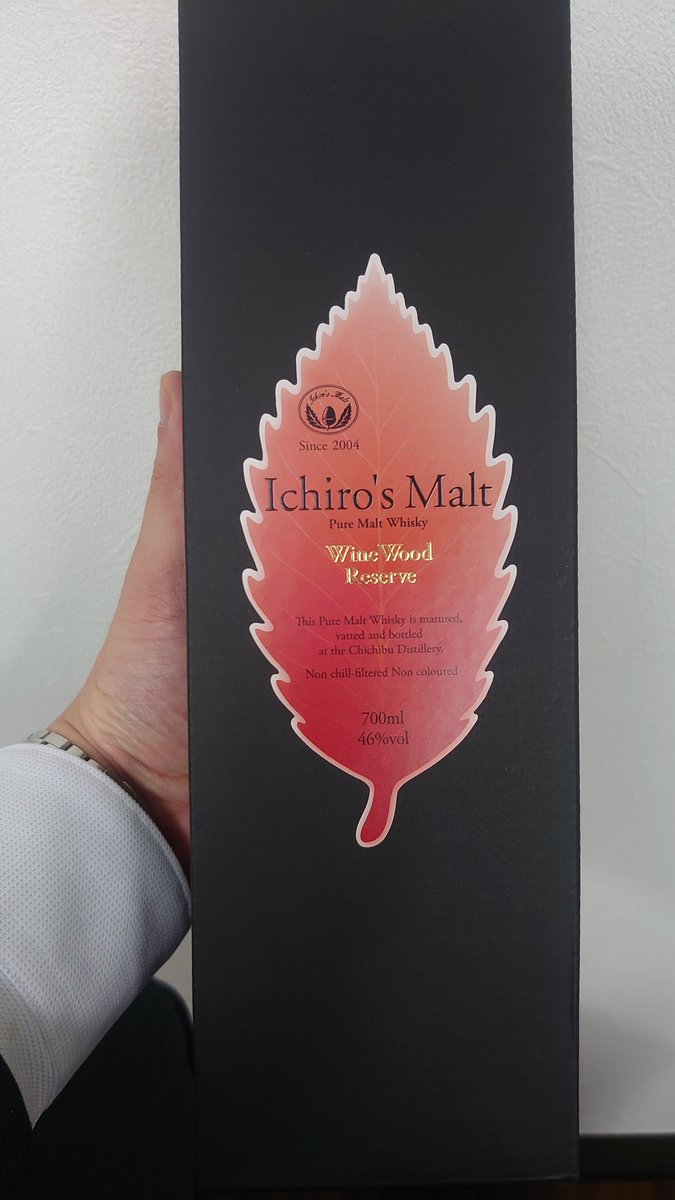 Ichiro's Malt
Since 2004
Ichiro's Malt
Pure Malt Whisky
Wine Wood
Reserve
This Pure Malt Whisky is matured,
vatted and bottled
at the Chichibu Distillery.
Non chill-filtered Non coloured
700ml
46%vol